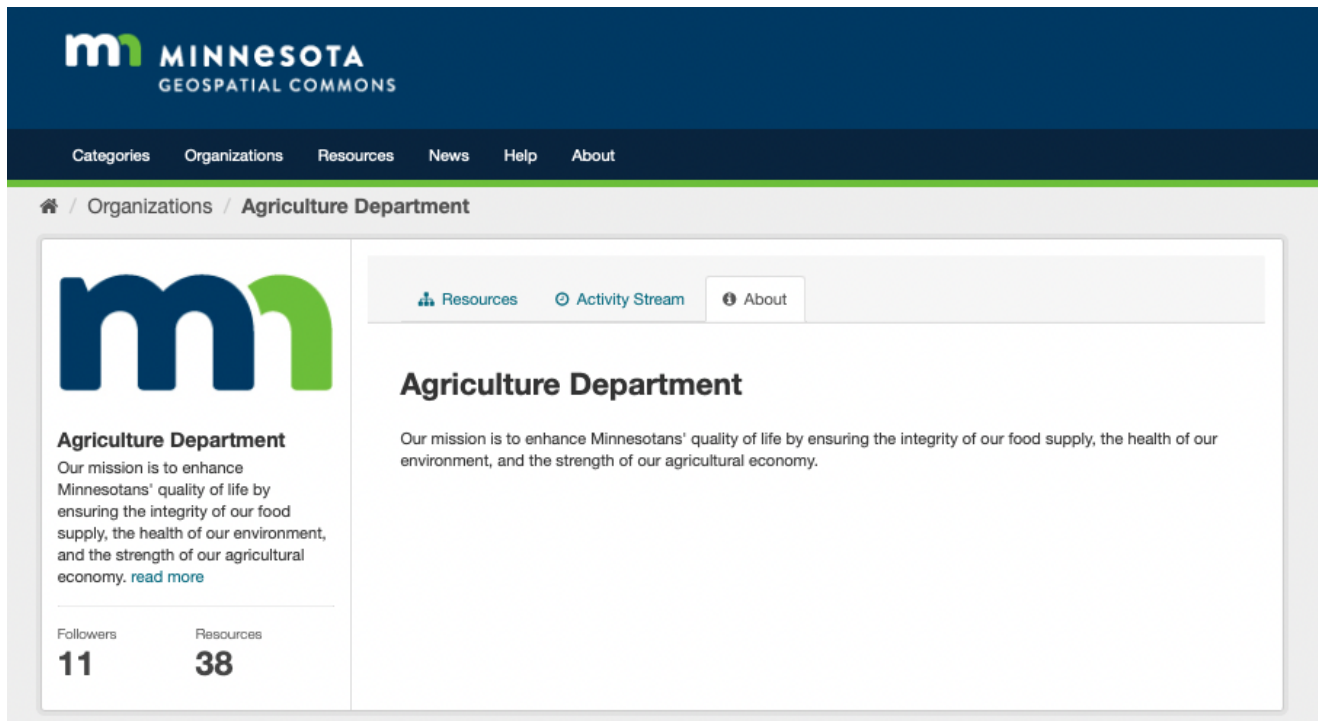 mn MINNESOTA
GEOSPATIAL COMMONS
Categories Organizations Resources News Help About
/ Organizations / Agriculture Department
mn
Agriculture Department
Our mission is to enhance
Minnesotans' quality of life by
ensuring the integrity of our food
supply, the health of our environment,
and the strength of our agricultural
economy. read more
Followers Resources
11 38
Resources Activity Stream About
Agriculture Department
Our mission is to enhance Minnesotans' quality of life by ensuring the integrity of our food supply, the health of our
environment, and the strength of our agricultural economy.